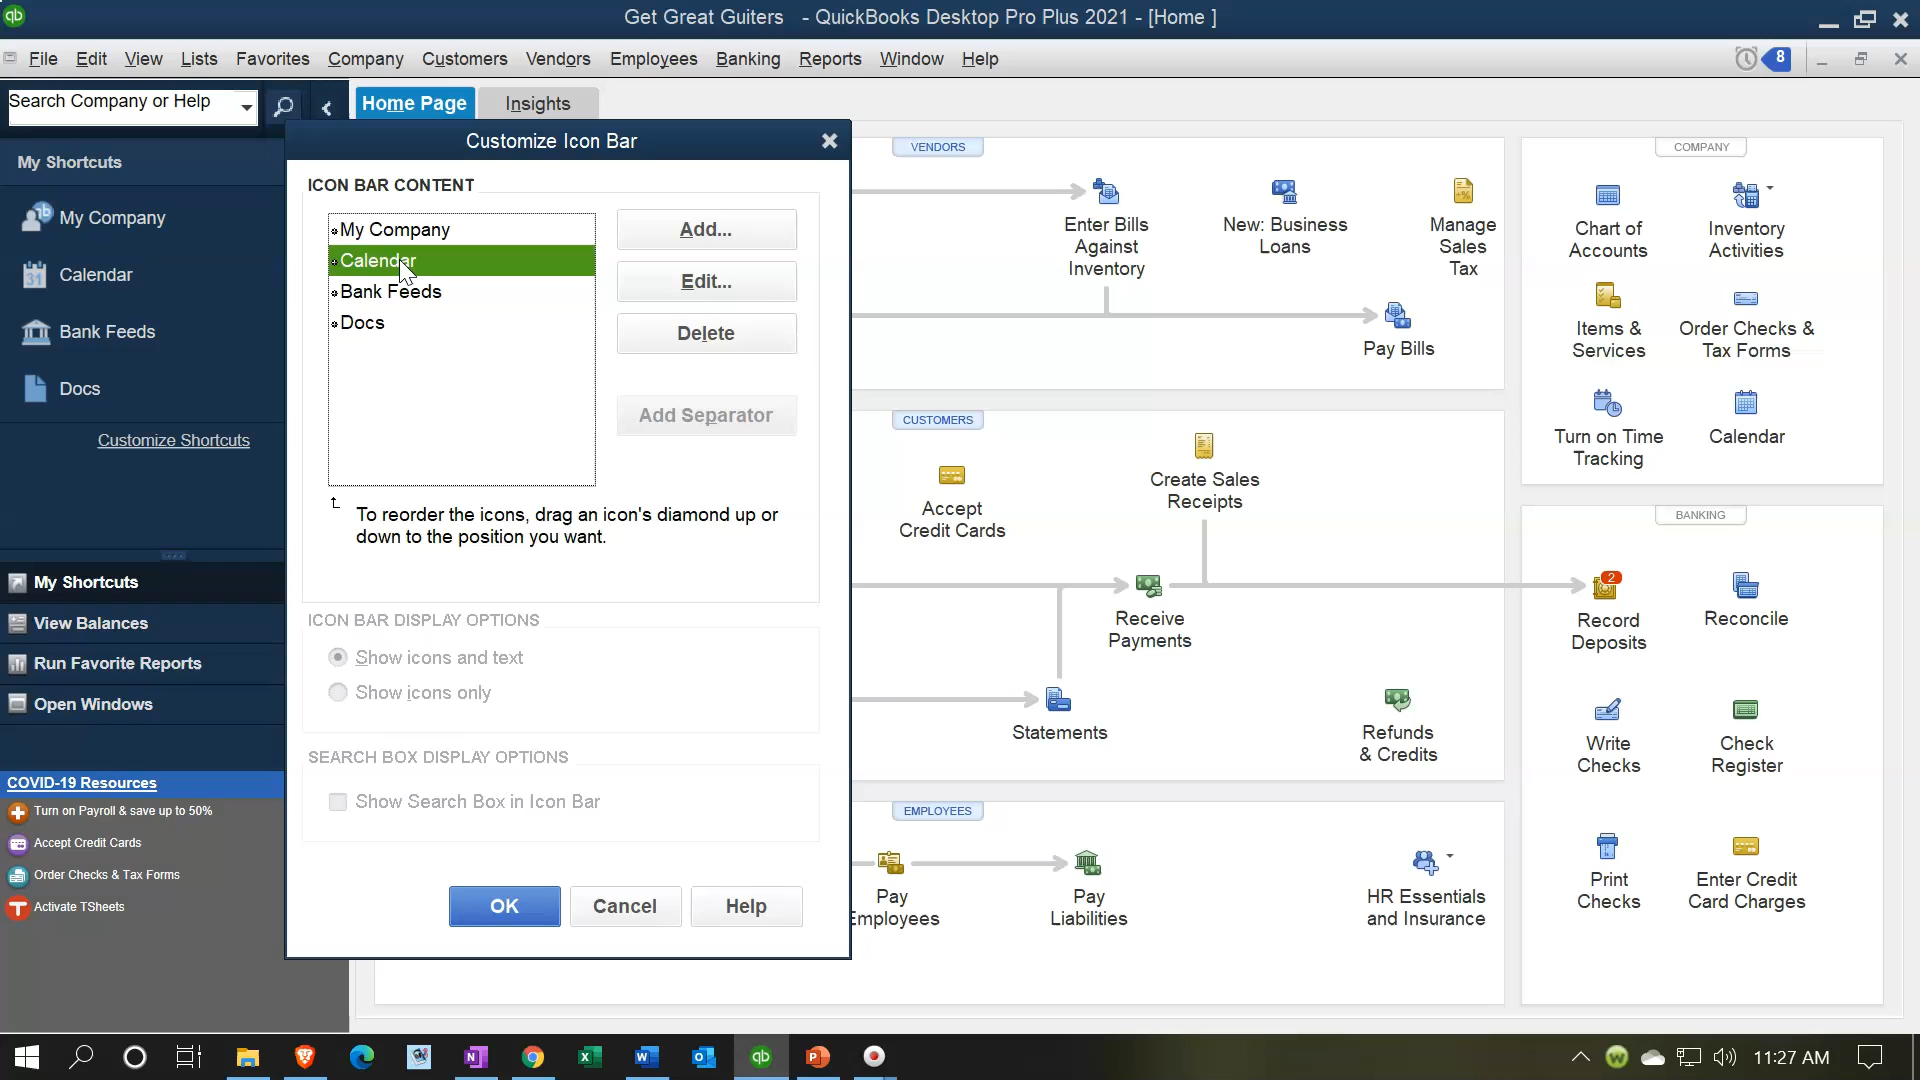 qb
Get Great Guiters - QuickBooks Desktop Pro Plus 2021 - [Home ]
File Edit View Lists Favorites Company Customers Vendors Employees Banking Reports Window Help
8
Search Company or Help
Home Page
Insights
My Shortcuts
My Company
31
Calendar
Bank Feeds
Docs
Customize Shortcuts
My Shortcuts
View Balances
Run Favorite Reports
Open Windows
COVID-19 Resources
Turn on Payroll & save up to 50%
Accept Credit Cards
Order Checks & Tax Forms
Activate TSheets
Customize Icon Bar
ICON BAR CONTENT
My Company
Calendar
Bank Feeds
Docs
Add...
Edit...
Delete
Add Separator
To reorder the icons, drag an icon's diamond up or
down to the position you want.
ICON BAR DISPLAY OPTIONS
Show icons and text
Show icons only
SEARCH BOX DISPLAY OPTIONS
Show Search Box in Icon Bar
OK
Cancel
Help
VENDORS
Enter Bills
Against
Inventory
New: Business
Loans
Manage
Sales
Tax
Pay Bills
CUSTOMERS
Accept
Credit Cards
Create Sales
Receipts
Receive
Payments
Statements
Refunds
& Credits
EMPLOYEES
Pay
Employees
Pay
Liabilities
HR Essentials
and Insurance
COMPANY
Chart of
Accounts
Inventory
Activities
Items &
Services
Order Checks &
Tax Forms
Turn on Time
Tracking
Calendar
BANKING
2
Record
Deposits
Reconcile
Write
Checks
Check
Register
Print
Checks
Enter Credit
Card Charges
11:27 AM